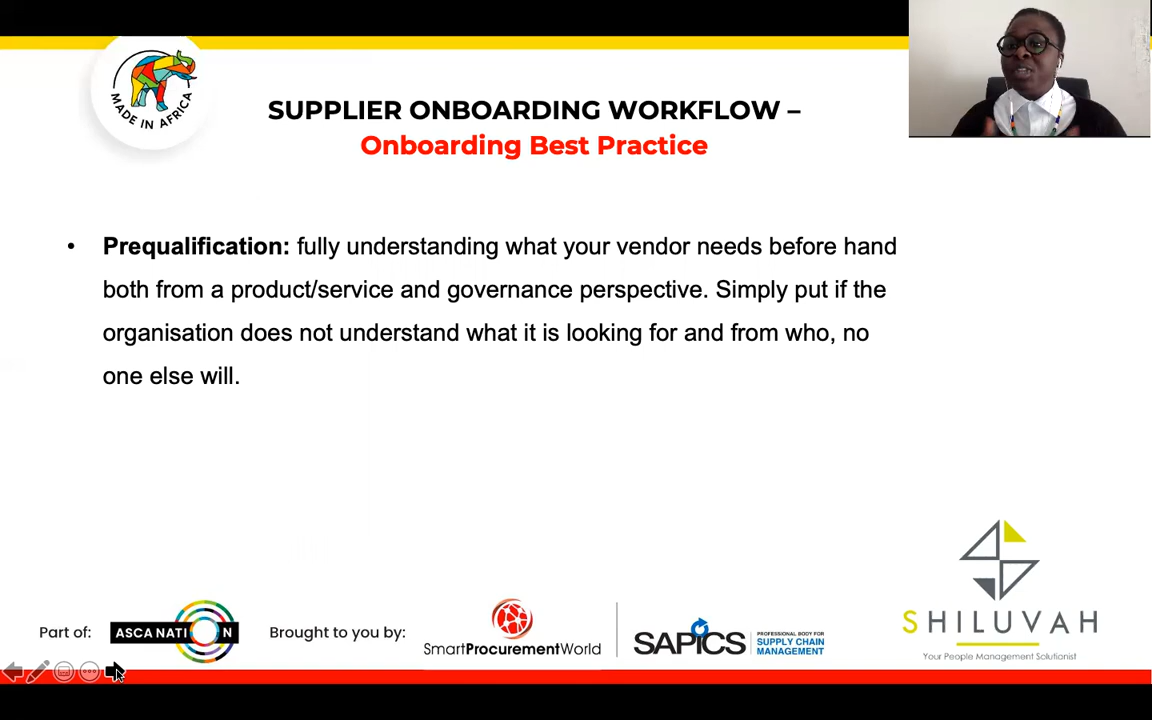 MADE IN AFRICA
SUPPLIER ONBOARDING WORKFLOW –
Onboarding Best Practice
• Prequalification: fully understanding what your vendor needs before hand
both from a product/service and governance perspective. Simply put if the
organisation does not understand what it is looking for and from who, no
one else will.
Part of:
ASCA NATION
Brought to you by:
SmartProcurementWorld
SAPICS
PROFESSIONAL BODY FOR
SUPPLY CHAIN
MANAGEMENT
SHILUVAH
Your People Management Solutionist